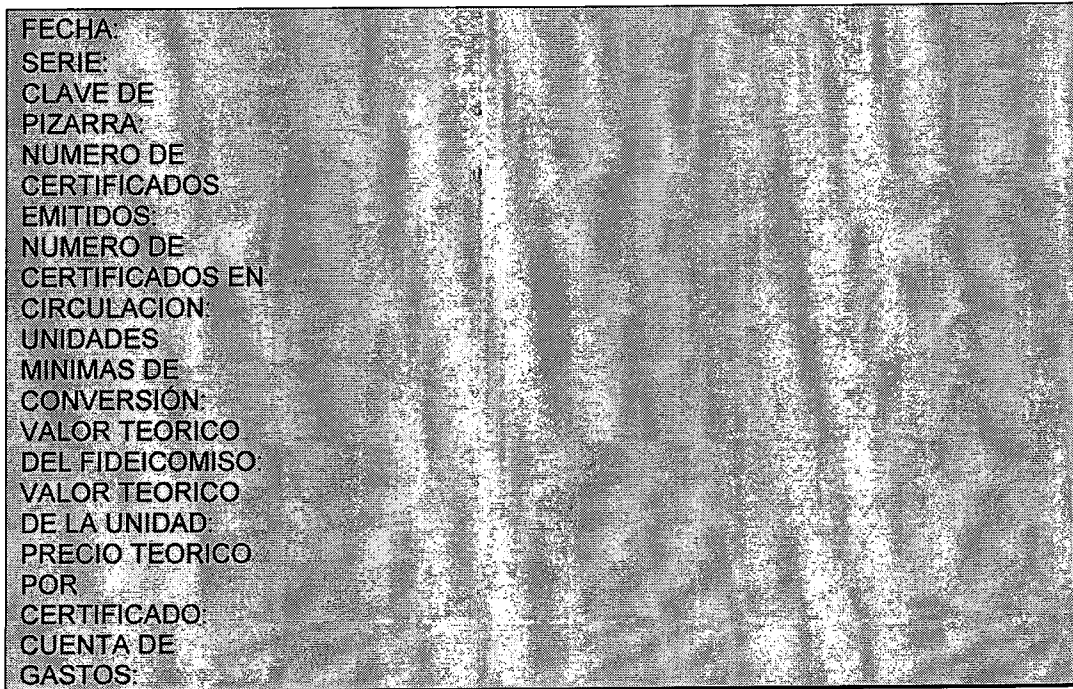 FECHA:
SERIE:
CLAVE DE
PIZARRA:
NUMERO DE
CERTIFICADOS
EMITIDOS:
NUMERO DE
CERTIFICADOS EN
CIRCULACION:
UNIDADES
MINIMAS DE
CONVERSIÓN:
VALOR TEORICO
DEL FIDEICOMISO:
VALOR TEORICO
DE LA UNIDAD:
PRECIO TEORICO
POR
CERTIFICADO:
CUENTA DE
GASTOS: